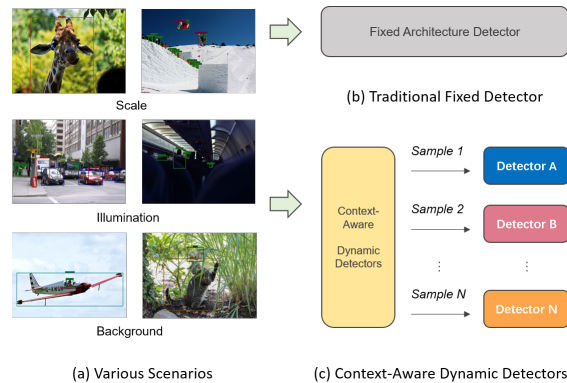 Scale
Illumination
Background
(a) Various Scenarios
Fixed Architecture Detector
(b) Traditional Fixed Detector
Context-
Aware
Dynamic
Detectors
Sample 1
Detector A
Sample 2
Detector B
⋮
⋮
Sample N
Detector N
(c) Context-Aware Dynamic Detectors